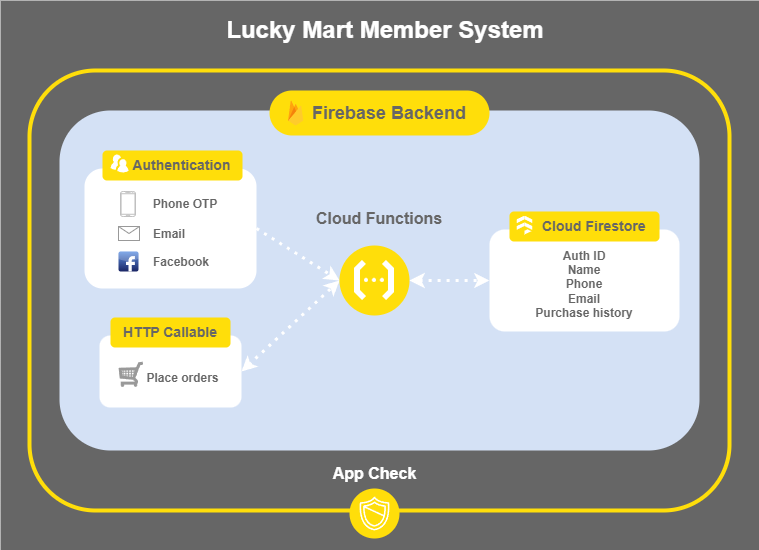 Lucky Mart Member System
Firebase Backend
Authentication
Phone OTP
Email
Facebook
Cloud Functions
Cloud Firestore
Auth ID
Name
Phone
Email
Purchase history
HTTP Callable
Place orders
App Check